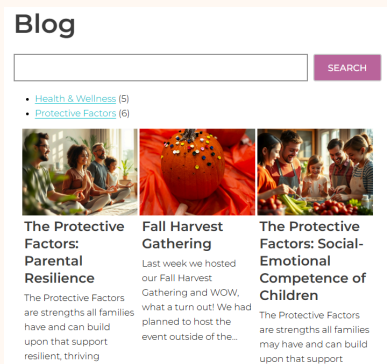 Blog
SEARCH
Health & Wellness (5)
Protective Factors (6)
The Protective
Factors:
Parental
Resilience
The Protective Factors
are strengths all families
have and can build
upon that support
resilient, thriving
Fall Harvest
Gathering
Last week we hosted
our Fall Harvest
Gathering and WOW,
what a turn out! We had
planned to host the
event outside of the...
The Protective
Factors: Social-
Emotional
Competence of
Children
The Protective Factors
are strengths all families
may have and can build
upon that support